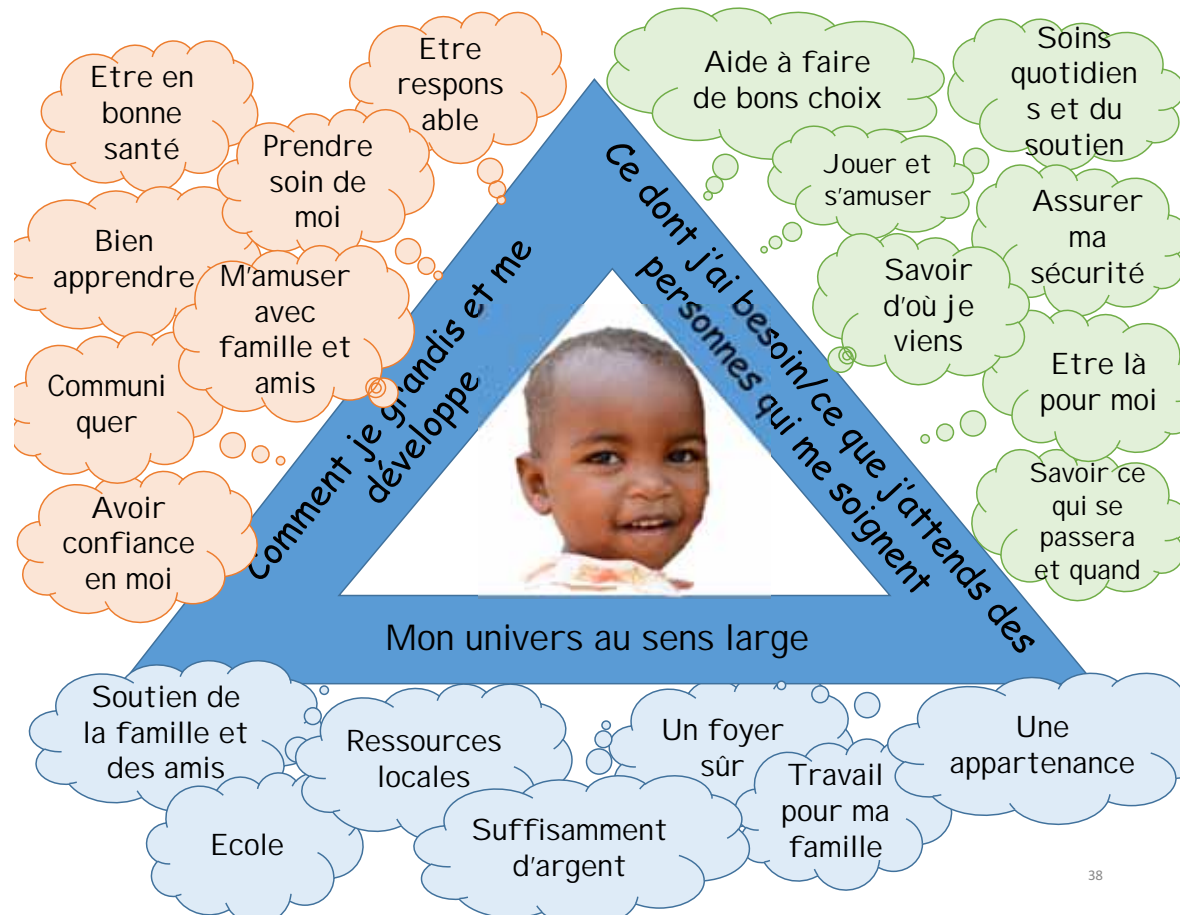 Etre en
bonne
santé
Etre
respons
able
Prendre
soin de
moi
Bien
apprendre
M'amuser
avec
famille et
amis
Communi
quer
Avoir
confiance
en moi
Comment je grandis et me
développe
Aide à faire
de bons choix
Soins
quotidien
s et du
soutien
Jouer et
s'amuser
Assurer
ma
sécurité
Savoir
d'où je
viens
Etre là
pour moi
Savoir ce
qui se
passera
et quand
Ce dont j'ai besoin/ce que j'attends des
personnes qui me soignent
Mon univers au sens large
Soutien de
la famille et
des amis
Ressources
locales
Un foyer
sûr
Une
appartenance
Ecole
Suffisamment
d'argent
Travail
pour ma
famille
38